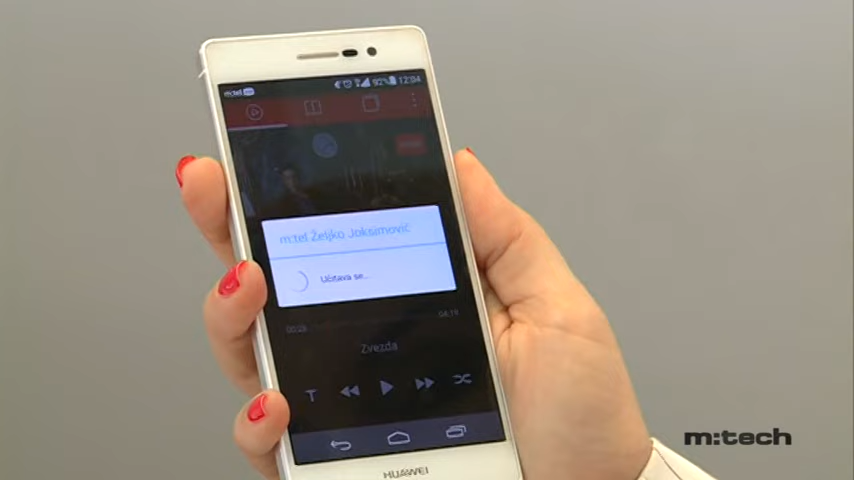 m:tel
90% 12:04
m:tel Željko Joksimović
Učitava se...
00:29
04:19
Zvezda
T
HUAWEI
m:tech